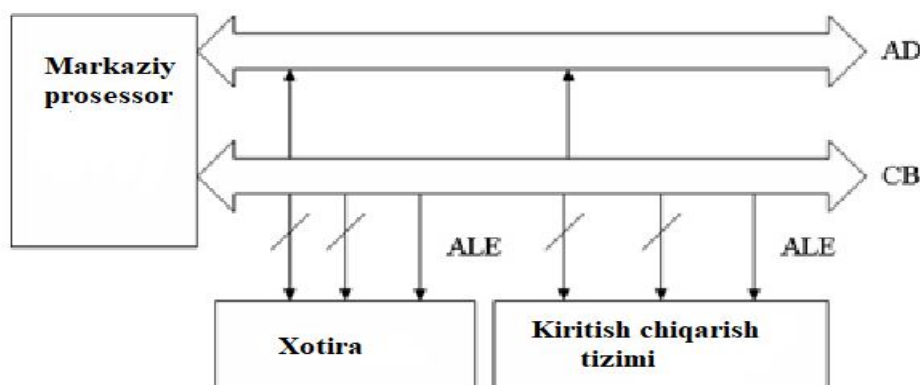 AD
Markaziy
prosessor
CB
ALE
ALE
Xotira
Kiritish chiqarish
tizimi